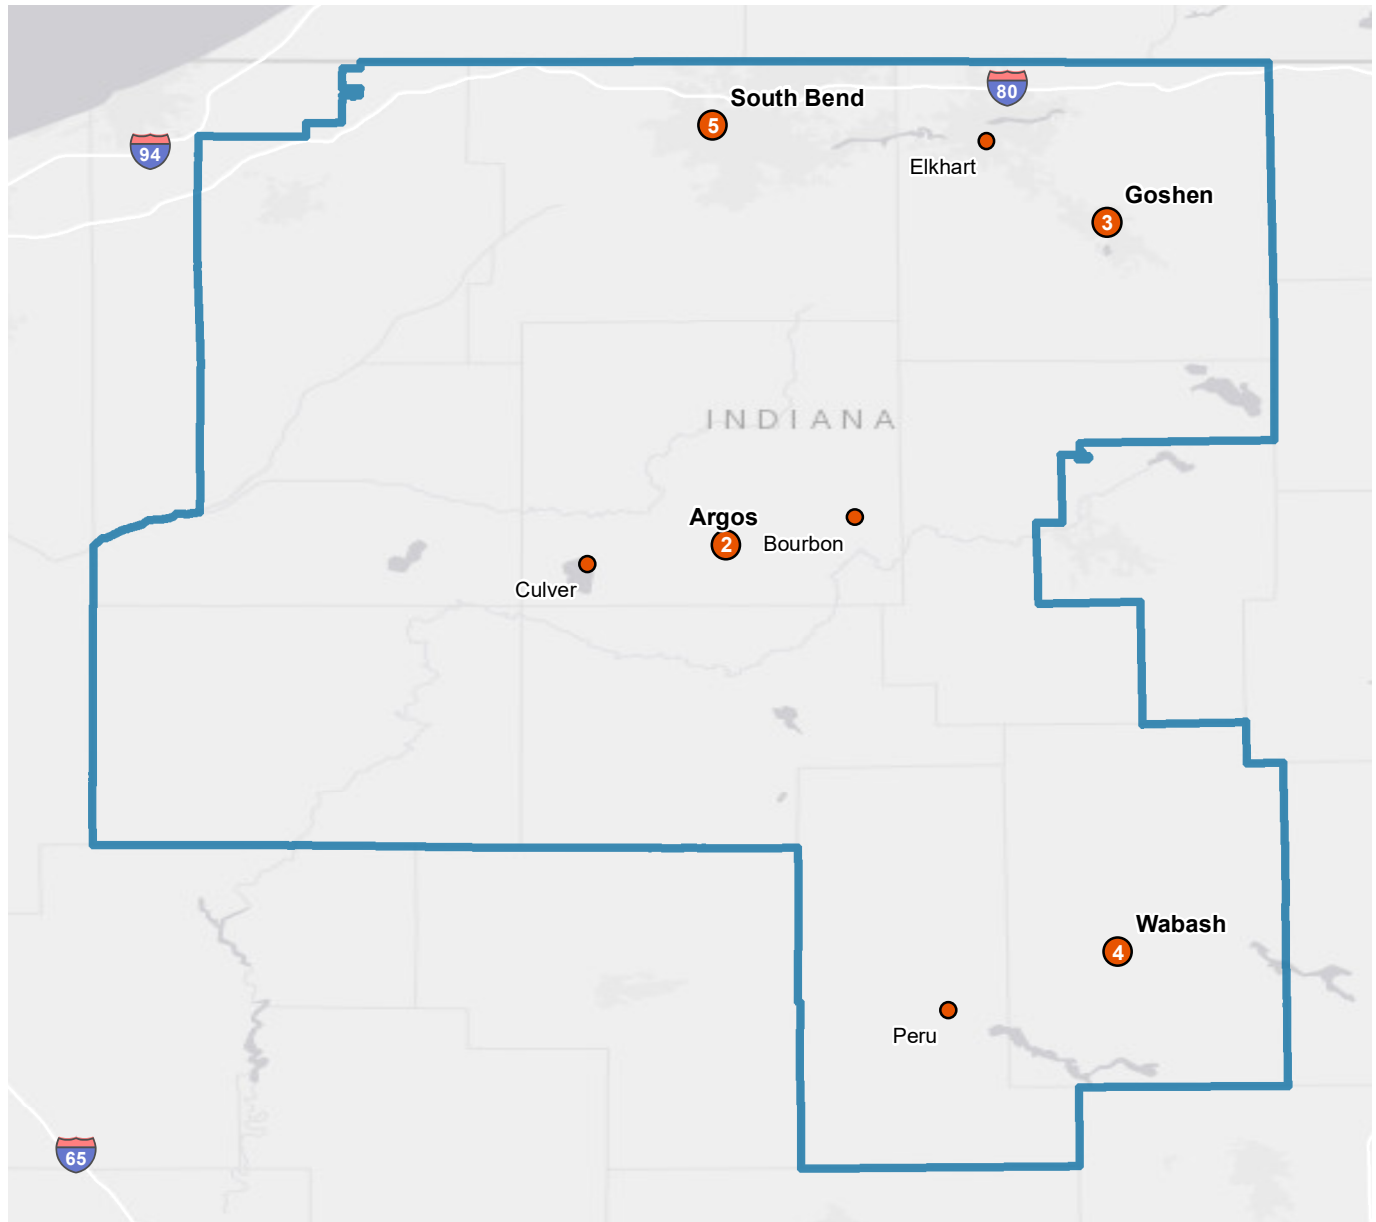 80
South Bend
5
94
Elkhart
Goshen
3
INDIANA
Argos
2
Bourbon
Culver
Wabash
4
Peru
65